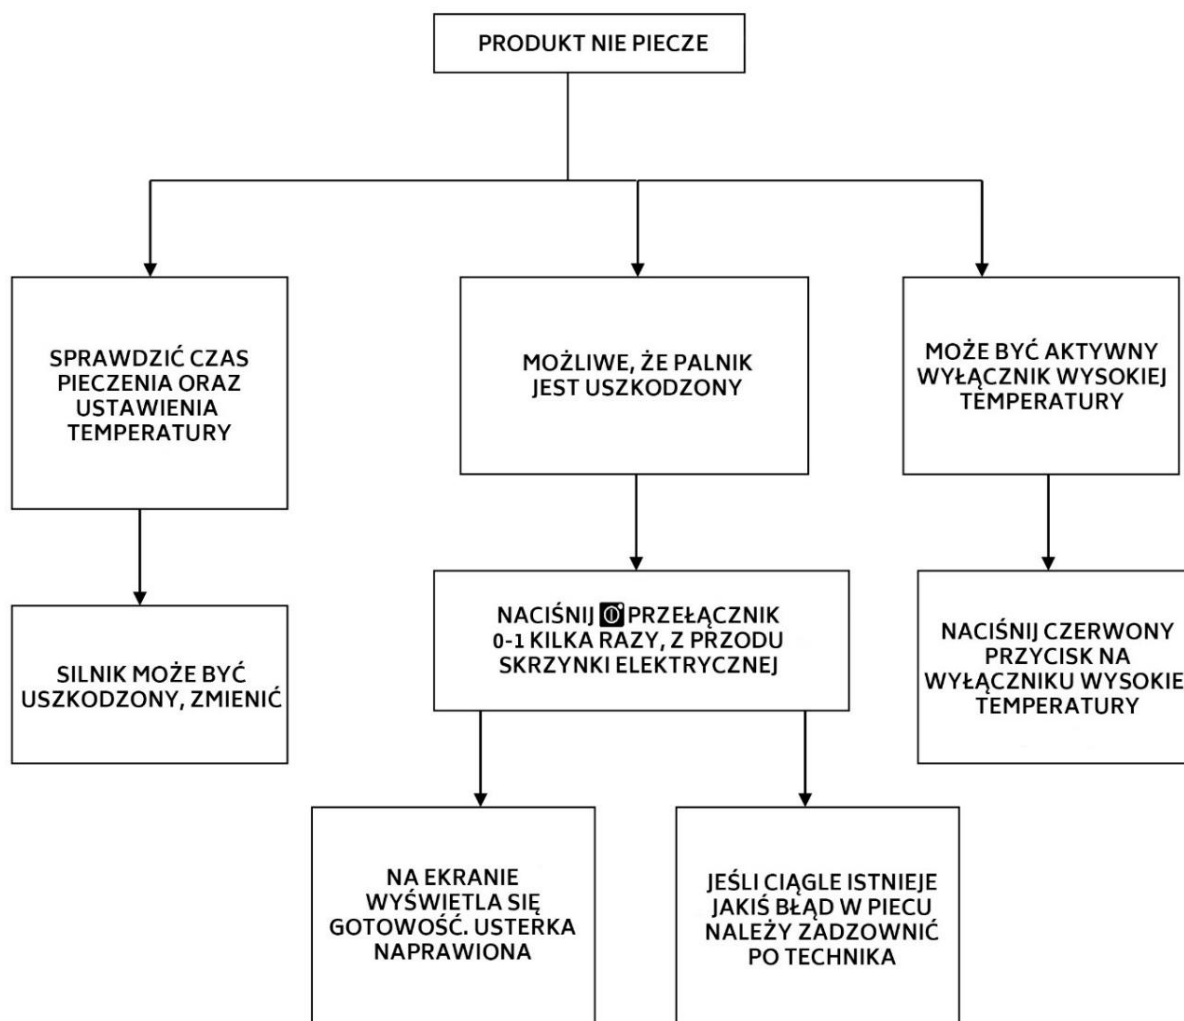 PRODUKT NIE PIECZE
SPRAWDZIĆ CZAS
PIECZENIA ORAZ
USTAWIENIA
TEMPERATURY
MOŻLIWE, ŻE PALNIK
JEST USZKODZONY
MOŻE BYĆ AKTYWNY
WYŁĄCZNIK WYSOKIEJ
TEMPERATURY
SILNIK MOŻE BYĆ
USZKODZONY, ZMIENIĆ
NACIŚNIJ PRZEŁĄCZNIK
0-1 KILKA RAZY, Z PRZODU
SKRZYNKI ELEKTRYCZNEJ
NACIŚNIJ CZERWONY
PRZYCISK NA
WYŁĄCZNIKU WYSOKIE
TEMPERATURY
NA EKRANIE
WYŚWIETLA SIĘ
GOTOWOŚĆ. USTERKA
NAPRAWIONA
JEŚLI CIĄGLE ISTNIEJE
JAKIŚ BŁĄD W PIECU
NALEŻY ZADZOWNIĆ
PO TECHNIKA